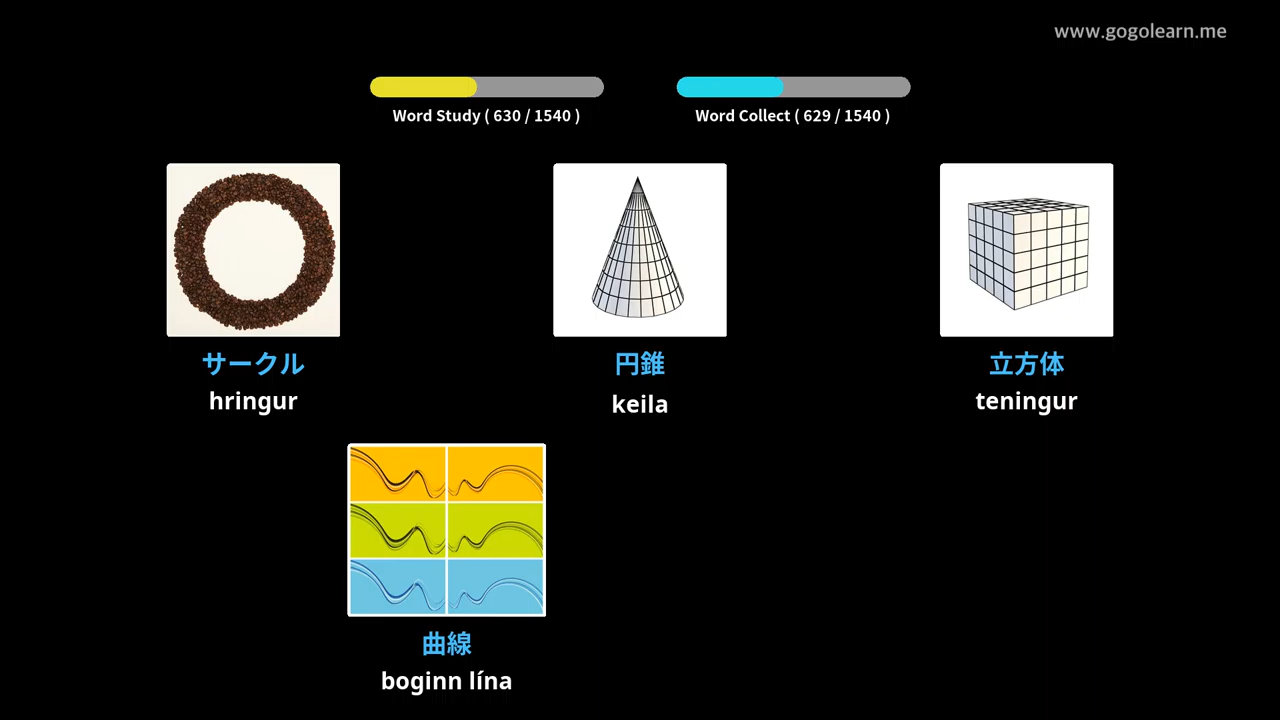 www.gogolearn.me
Word Study ( 630 / 1540 )
Word Collect ( 629 / 1540 )
サークル
hringur
円錐
keila
立方体
teningur
曲線
boginn lína